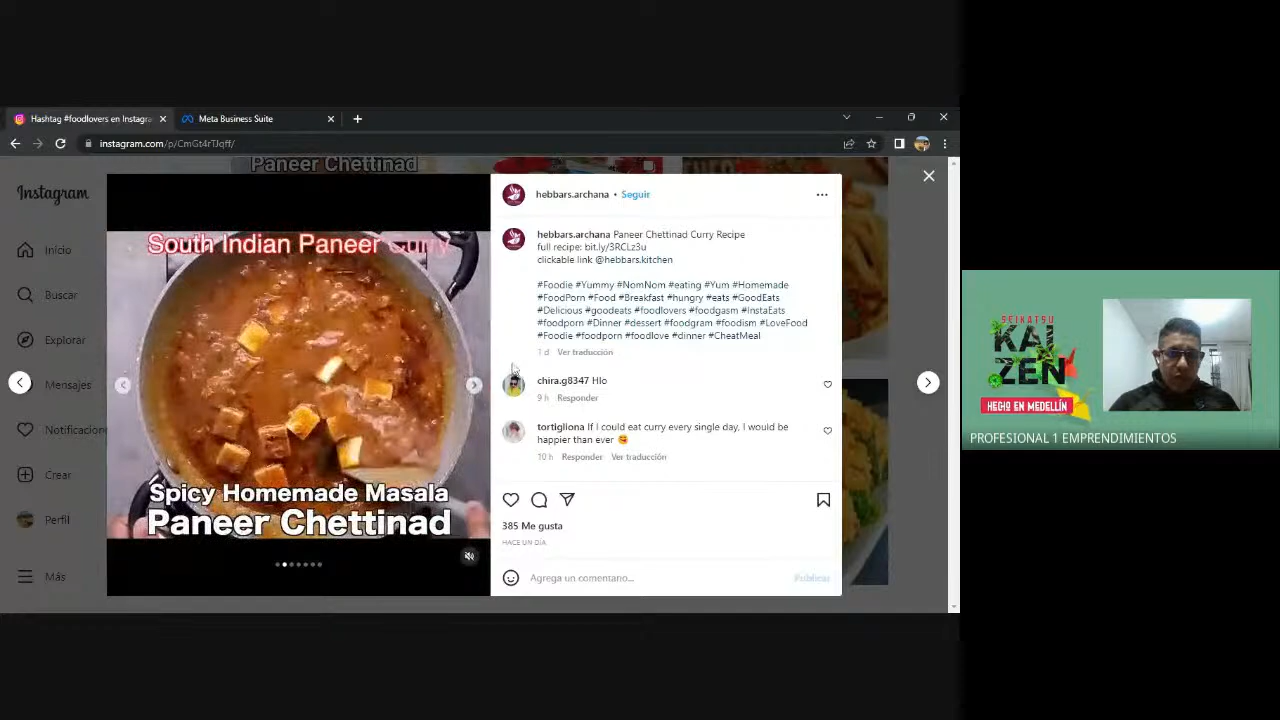 Hashtag #foodlovers en Instagra
Meta Business Suite
instagram.com/p/CmGt4rTJqff/
Paneer Chettinad
Instagram
Inicio
Buscar
Explorar
Mensajes
Notificacion
Crear
Perfil
Más
South Indian Paneer Curry
Spicy Homemade Masala
Paneer Chettinad
hebbars.archana • Seguir
hebbars.archana Paneer Chettinad Curry Recipe
full recipe: bit.ly/3RCLz3u
clickable link @hebbars.kitchen
#Foodie #Yummy #NomNom #eating #Yum #Homemade
#FoodPorn #Food #Breakfast #hungry #eats #GoodEats
#Delicious #goodeats #foodlovers #foodgasm #InstaEats
#foodporn #Dinner #dessert #foodgram #foodism #LoveFood
#Foodie #foodporn #foodlove #dinner #CheatMeal
1 d Ver traducción
chira.g8347 Hlo
9 h Responder
tortigliona If I could eat curry every single day, I would be
happier than ever
10 h Responder Ver traducción
385 Me gusta
HACE UN DÍA
Agrega un comentario...
Publicar
SEIKATSU
KAI
ZEN
HECHO EN MEDELLÍN
PROFESIONAL 1 EMPRENDIMIENTOS